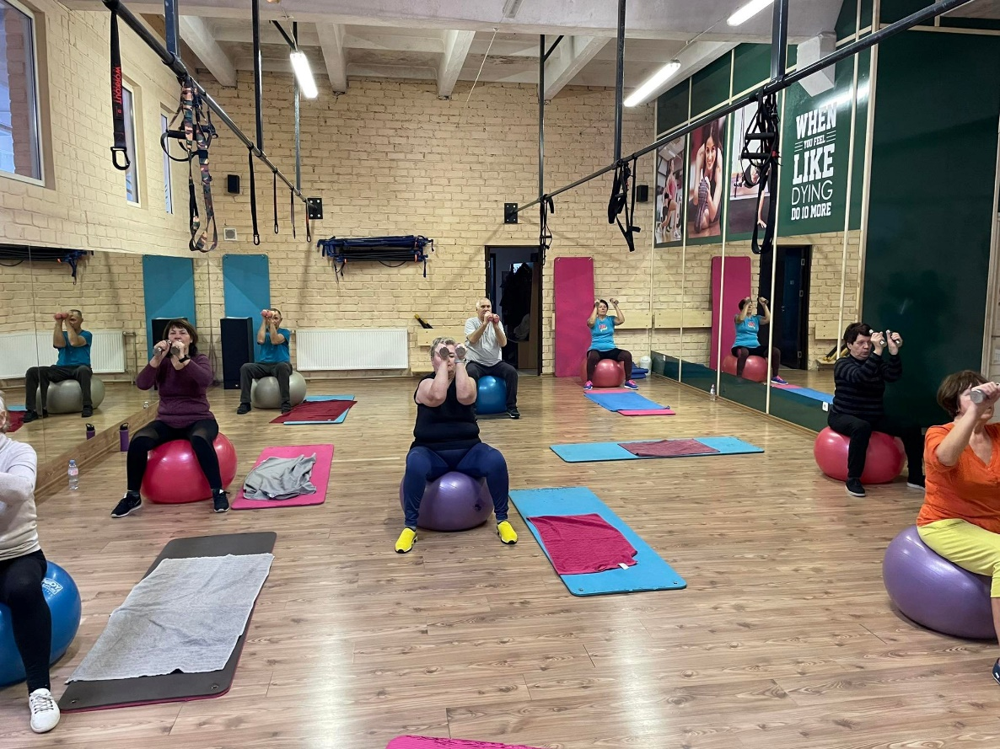 WORKOUT
WHEN
YOU FEEL
LIKE
DYING
DO 10 MORE